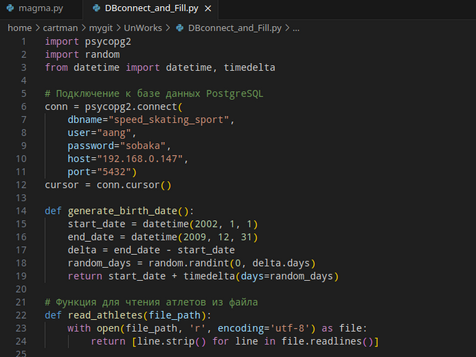 magma.py
DBconnect_and_Fill.py ×
home > cartman > mygit > UnWorks > DBconnect_and_Fill.py > ...
1 import psycopg2
2 import random
3 from datetime import datetime, timedelta
4
5 # Подключение к базе данных PostgreSQL
6 conn = psycopg2.connect(
7     dbname="speed_skating_sport",
8     user="aang",
9     password="sobaka",
10     host="192.168.0.147",
11     port="5432")
12 cursor = conn.cursor()
13
14 def generate_birth_date():
15     start_date = datetime(2002, 1, 1)
16     end_date = datetime(2009, 12, 31)
17     delta = end_date - start_date
18     random_days = random.randint(0, delta.days)
19     return start_date + timedelta(days=random_days)
20
21 # Функция для чтения атлетов из файла
22 def read_athletes(file_path):
23     with open(file_path, 'r', encoding='utf-8') as file:
24         return [line.strip() for line in file.readlines()]
25